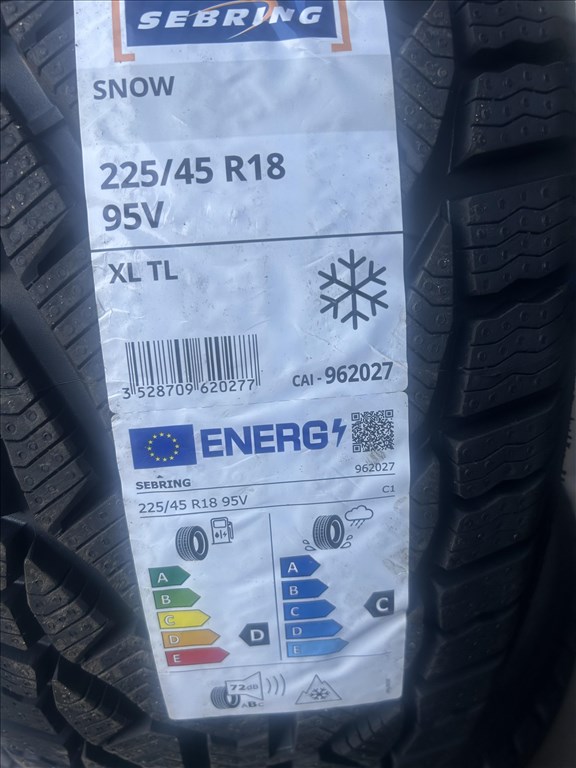 SEBRING
SNOW
225/45 R18
95V
XL TL
3 528709 620277
CAI - 962027
ENERG
962027
SEBRING
225/45 R18 95V
C1
A
B
C
D
E
D
A
B
C
D
E
C
72dB
ABC